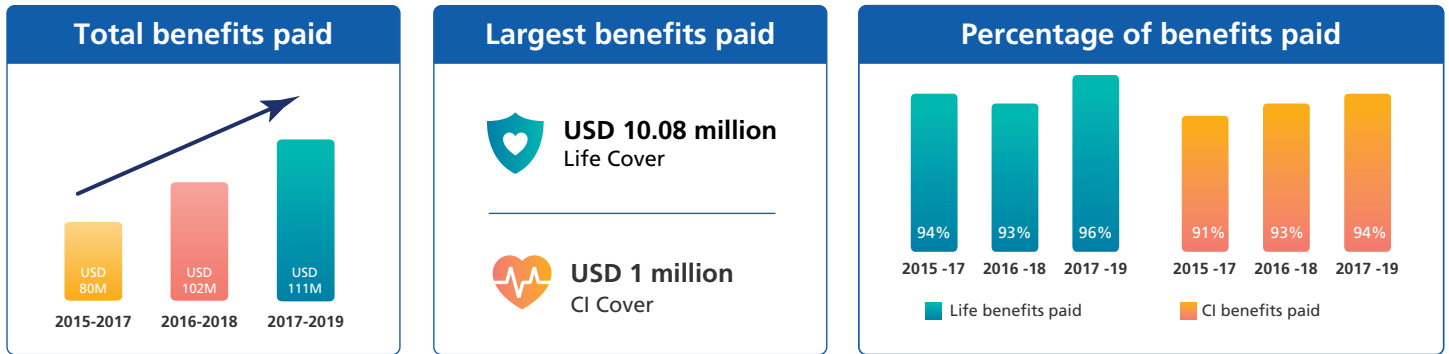 Total benefits paid
USD
80M
USD
102M
USD
111M
2015-2017
2016-2018
2017-2019
Largest benefits paid
USD 10.08 million
Life Cover
USD 1 million
CI Cover
Percentage of benefits paid
94%
93%
96%
91%
93%
94%
2015 -17
2016 -18
2017 -19
2015 -17
2016 -18
2017 -19
Life benefits paid
CI benefits paid